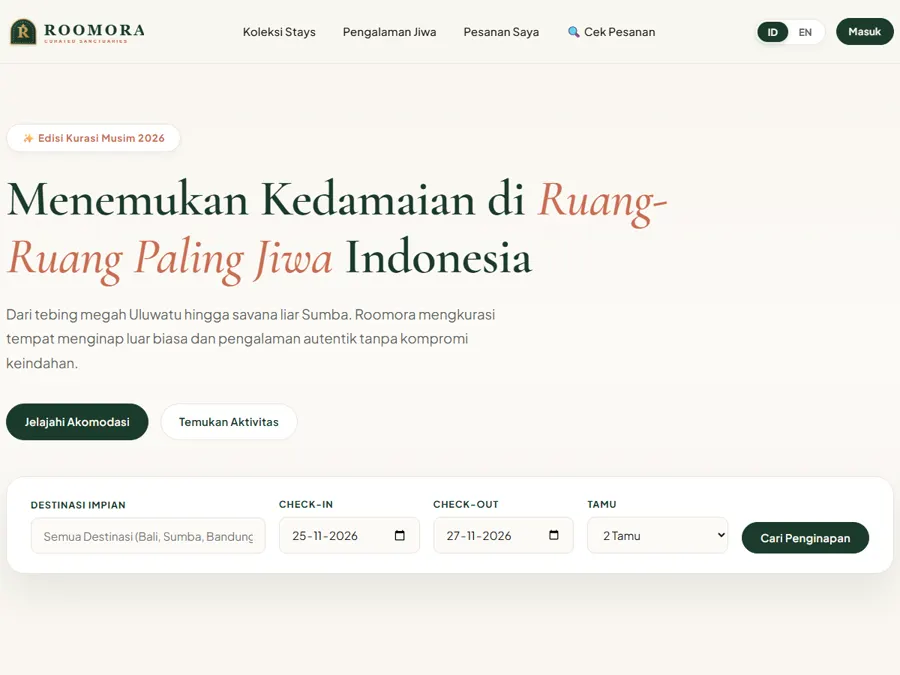 ROOMORA
CURATED SANCTUARIES
Koleksi Stays
Pengalaman Jiwa
Pesanan Saya
Cek Pesanan
ID
EN
Masuk
Edisi Kurasi Musim 2026
Menemukan Kedamaian di Ruang-
Ruang Paling Jiwa Indonesia
Dari tebing megah Uluwatu hingga savana liar Sumba. Roomora mengkurasi
tempat menginap luar biasa dan pengalaman autentik tanpa kompromi
keindahan.
Jelajahi Akomodasi
Temukan Aktivitas
DESTINASI IMPIAN
CHECK-IN
CHECK-OUT
TAMU
Semua Destinasi (Bali, Sumba, Bandung
25-11-2026
27-11-2026
2 Tamu
Cari Penginapan